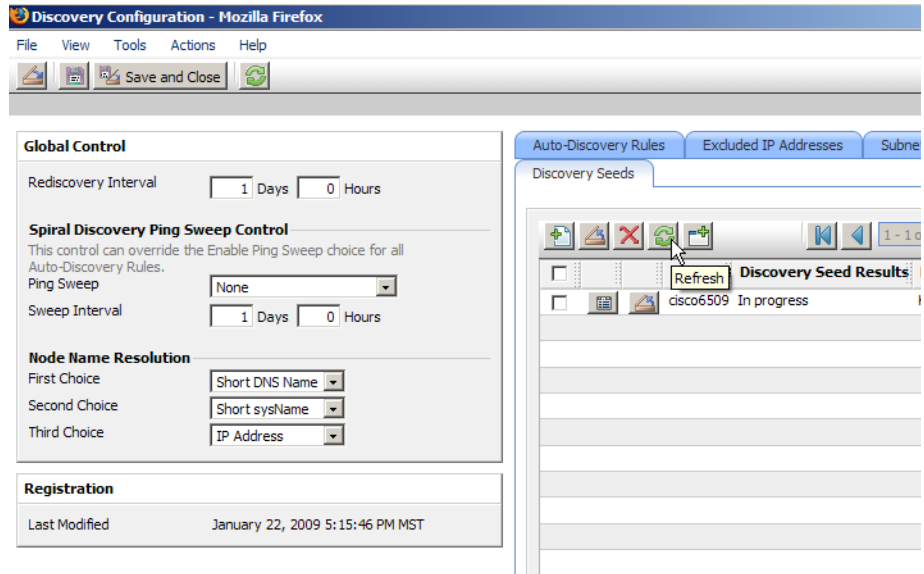 Discovery Configuration - Mozilla Firefox
File View Tools Actions Help
Save and Close
Global Control
Rediscovery Interval 1 Days 0 Hours
Spiral Discovery Ping Sweep Control
This control can override the Enable Ping Sweep choice for all
Auto-Discovery Rules.
Ping Sweep None
Sweep Interval 1 Days 0 Hours
Node Name Resolution
First Choice Short DNS Name
Second Choice Short sysName
Third Choice IP Address
Registration
Last Modified January 22, 2009 5:15:46 PM MST
Auto-Discovery Rules Excluded IP Addresses Subne
Discovery Seeds
1 - 1 o
Refresh
Discovery Seed Results
cisco6509 In progress